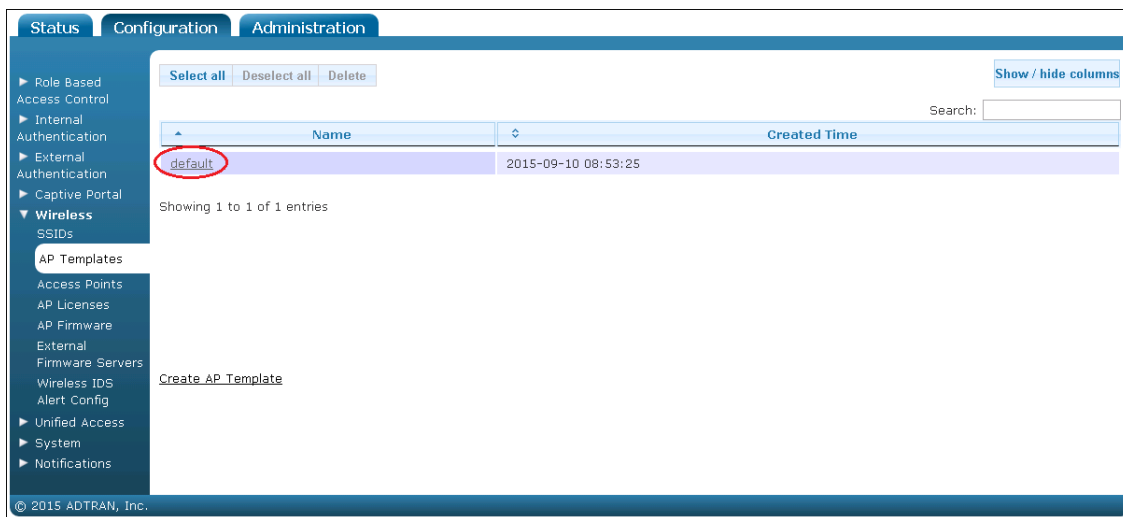 Status Configuration Administration
Role Based
Access Control
Internal
Authentication
External
Authentication
Captive Portal
Wireless
SSIDs
AP Templates
Access Points
AP Licenses
AP Firmware
External
Firmware Servers
Wireless IDS
Alert Config
Unified Access
System
Notifications
Select all Deselect all Delete
Show / hide columns
Search:
Name Created Time
default 2015-09-10 08:53:25
Showing 1 to 1 of 1 entries
Create AP Template
© 2015 ADTRAN, Inc.